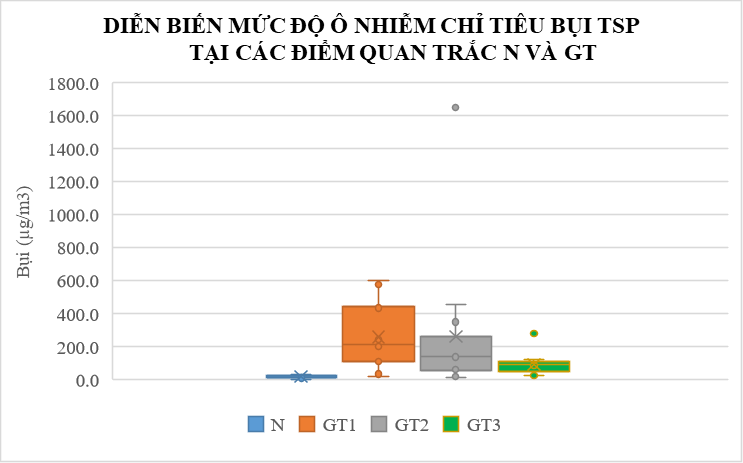 DIỄN BIẾN MỨC ĐỘ Ô NHIỄM CHỈ TIÊU BỤI TSP
TẠI CÁC ĐIỂM QUAN TRẮC N VÀ GT
1800.0
1600.0
1400.0
1200.0
1000.0
800.0
600.0
400.0
200.0
0.0
Bụi (µg/m3)
N GT1 GT2 GT3